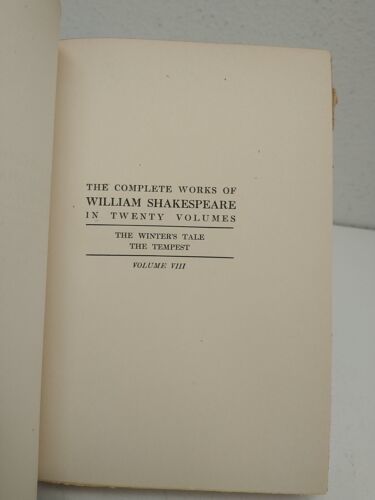 THE COMPLETE WORKS OF
WILLIAM SHAKESPEARE
IN TWENTY VOLUMES
THE WINTER'S TALE
THE TEMPEST
VOLUME VIII